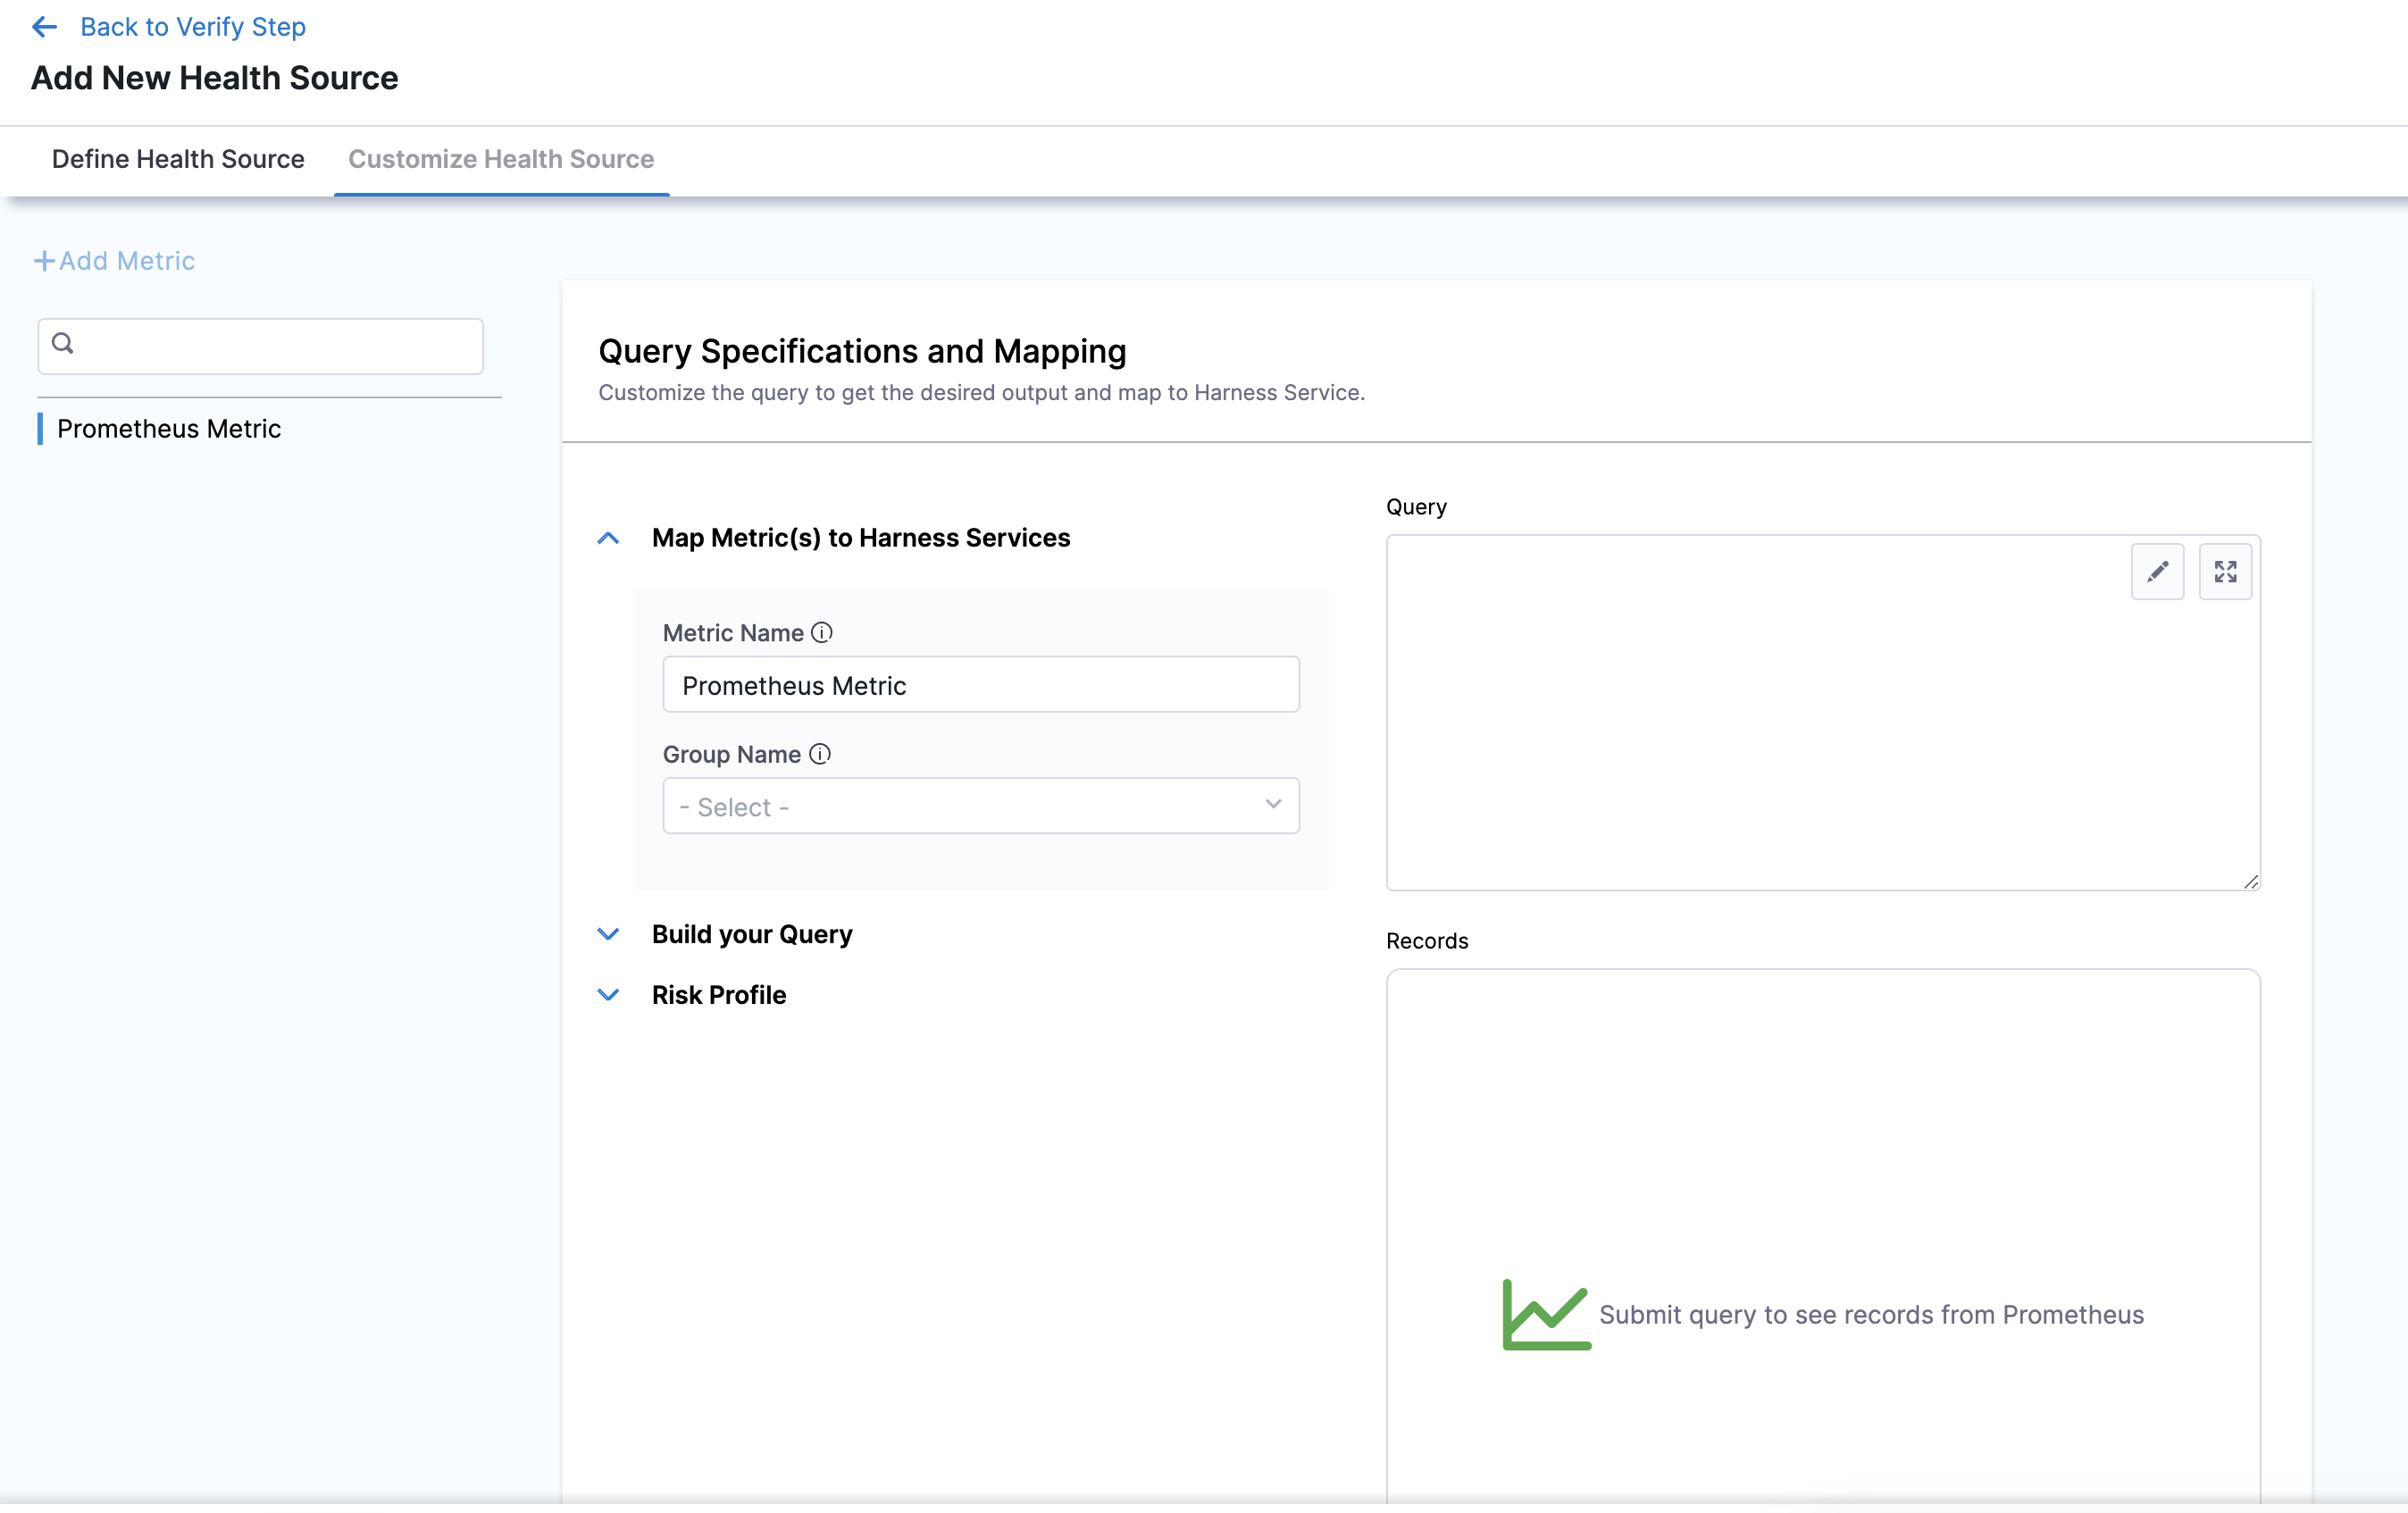 Back to Verify Step
Add New Health Source
Define Health Source
Customize Health Source
Add Metric
Prometheus Metric
Query Specifications and Mapping
Customize the query to get the desired output and map to Harness Service.
Map Metric(s) to Harness Services
Metric Name
Prometheus Metric
Group Name
- Select -
Build your Query
Risk Profile
Query
Records
Submit query to see records from Prometheus